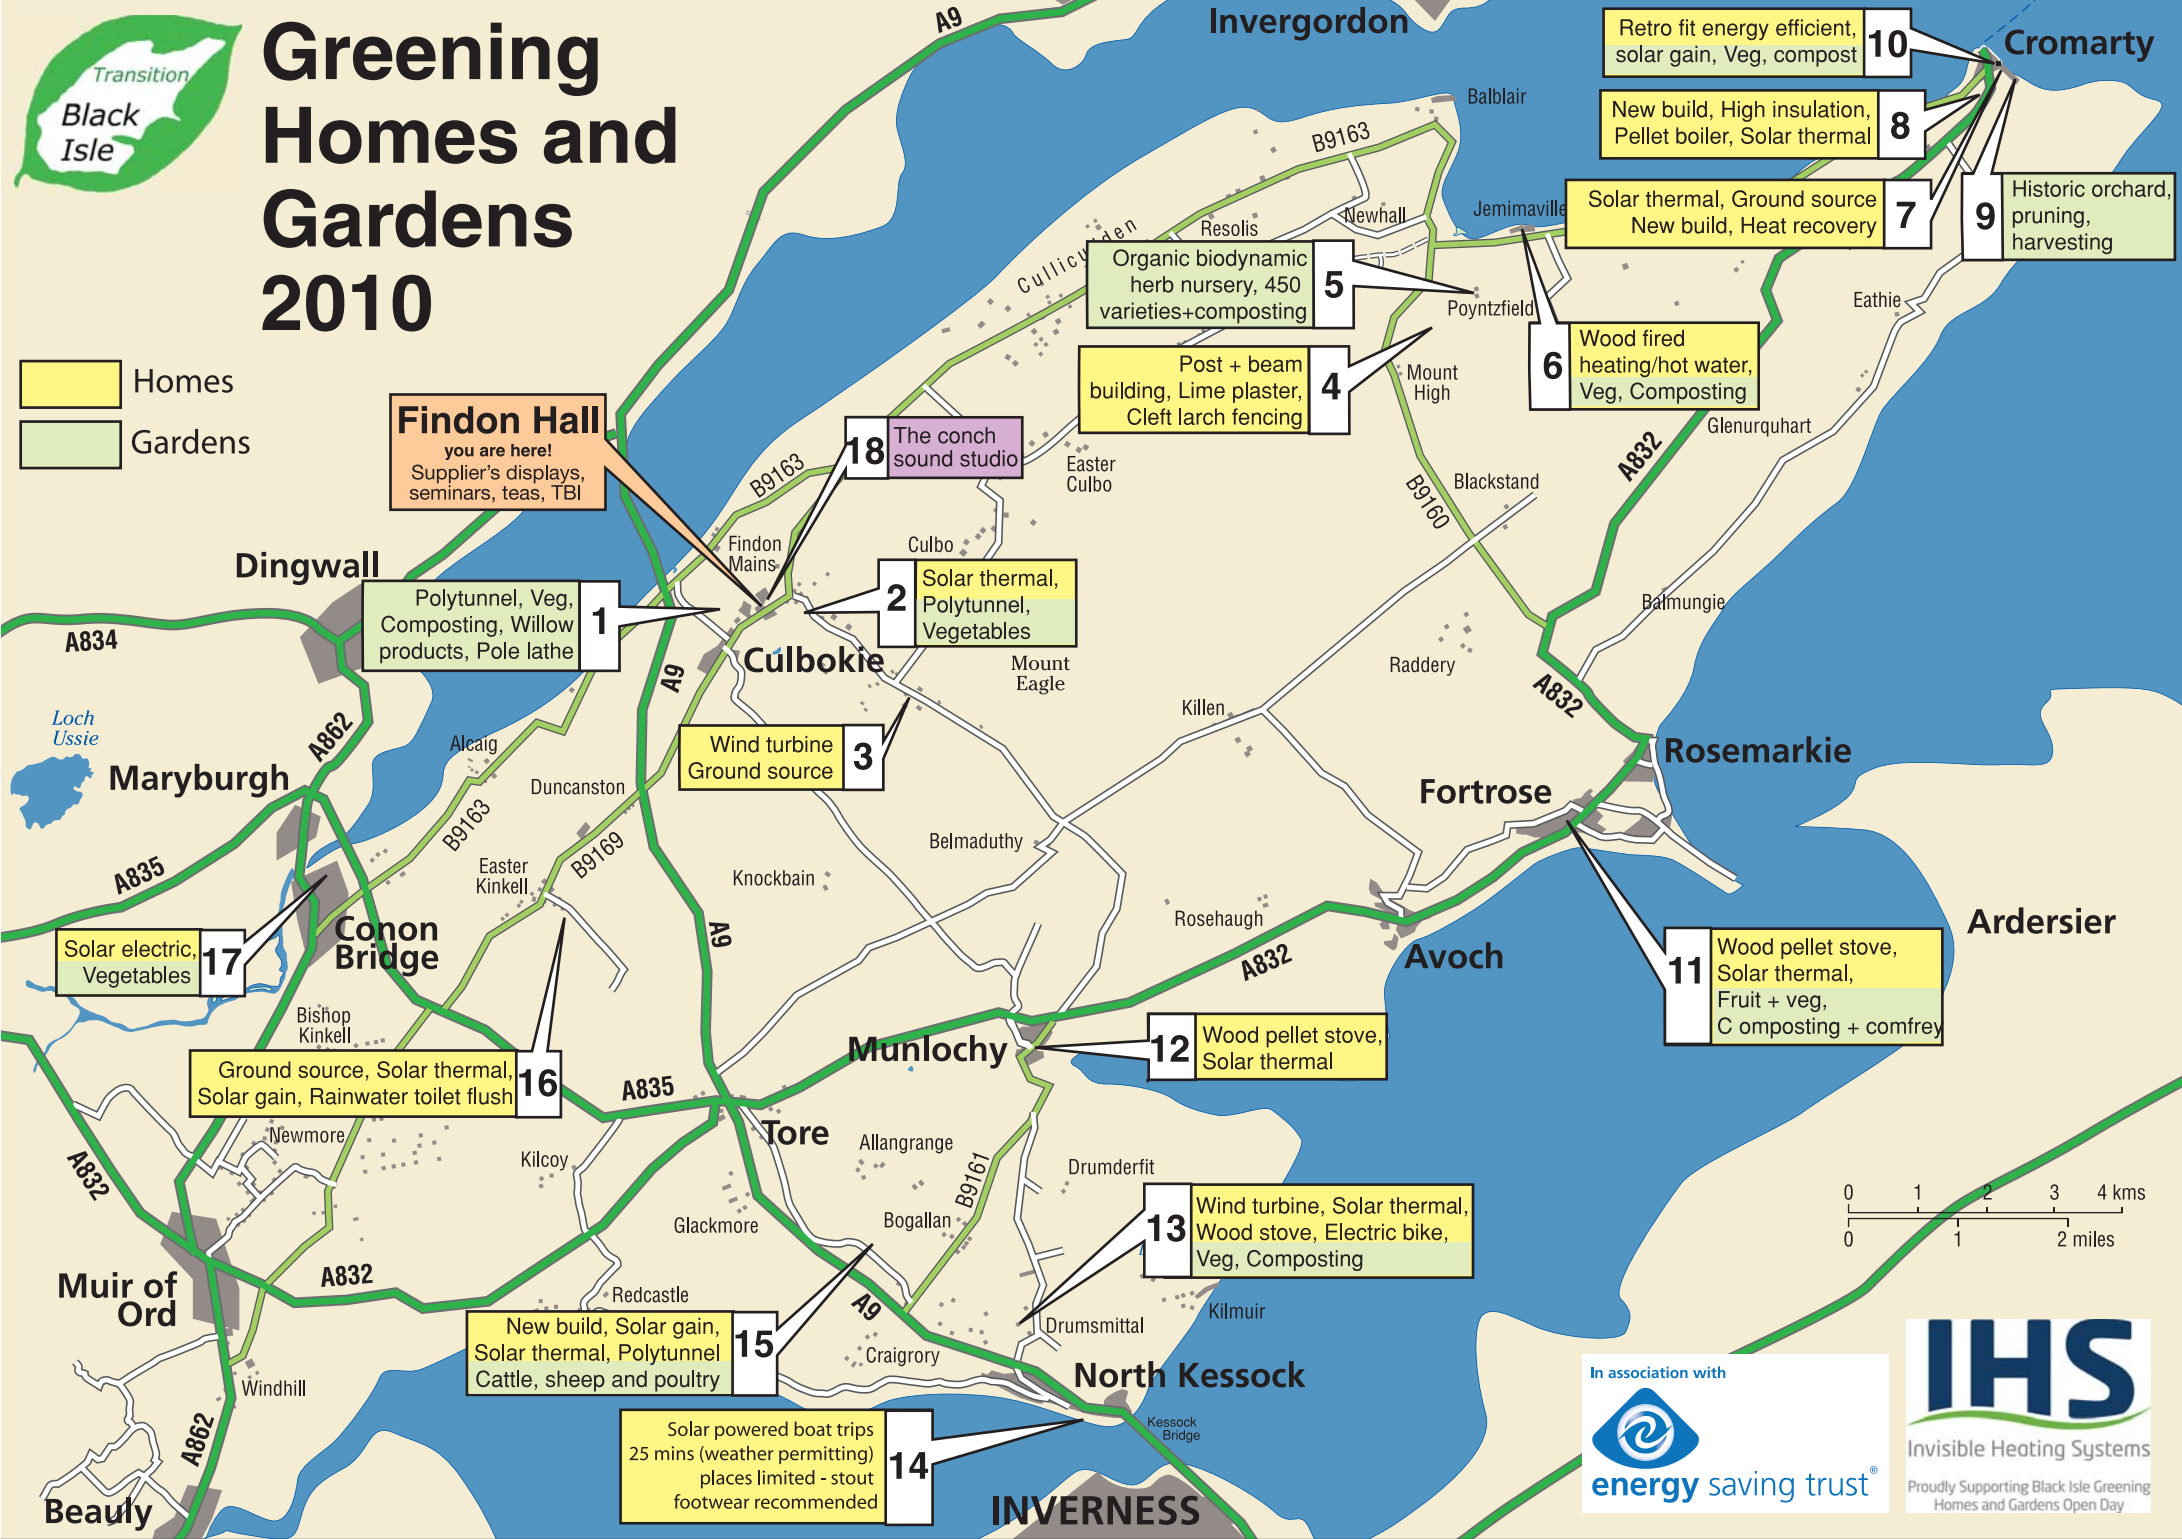 Transition
Black
Isle
Greening
Homes and
Gardens
2010
Homes
Gardens
Findon Hall
you are here!
Supplier's displays,
seminars, teas, TBI
A9
Invergordon
Retro fit energy efficient,
solar gain, Veg, compost
10
Cromarty
New build, High insulation,
Pellet boiler, Solar thermal
8
Solar thermal, Ground source
New build, Heat recovery
7
9
Historic orchard,
pruning,
harvesting
Balblair
B9163
Newhall
Jemimaville
Resolis
Culli
den
Organic biodynamic
herb nursery, 450
varieties+composting
5
Poyntzfield
Eathie
Post + beam
building, Lime plaster,
Cleft larch fencing
4
Mount
High
6
Wood fired
heating/hot water,
Veg, Composting
Glenurquhart
A832
18
The conch
sound studio
Easter
Culbo
B9163
B9160
Blackstand
Findon
Mains
Culbo
Dingwall
Polytunnel, Veg,
Composting, Willow
products, Pole lathe
1
2
Solar thermal,
Polytunnel,
Vegetables
Balmungie
A834
A9
Culbokie
Mount
Eagle
Raddery
A832
Loch
Ussie
A862
Alcaig
Killen
Wind turbine
Ground source
3
Rosemarkie
Maryburgh
Duncanston
Fortrose
B9163
B9169
Belmaduthy
A835
Easter
Kinkell
Knockbain
Rosehaugh
Ardersier
Conon
Bridge
A9
Avoch
A832
Solar electric,
Vegetables
17
11
Wood pellet stove,
Solar thermal,
Fruit + veg,
C omposting + comfrey
Bishop
Kinkell
Munlochy
12
Wood pellet stove,
Solar thermal
Ground source, Solar thermal,
Solar gain, Rainwater toilet flush
16
A835
Tore
Newmore
Allangrange
Kilcoy
Drumderfit
A832
B9161
Glackmore
Bogallan
13
Wind turbine, Solar thermal,
Wood stove, Electric bike,
Veg, Composting
0 1 2 3 4 kms
0 1 2 miles
Muir of
Ord
A832
Redcastle
A9
Kilmuir
Drumsmittal
New build, Solar gain,
Solar thermal, Polytunnel
Cattle, sheep and poultry
15
Craigrory
North Kessock
Windhill
A862
Kessock
Bridge
Solar powered boat trips
25 mins (weather permitting)
places limited - stout
footwear recommended
14
Beauly
INVERNESS
In association with
energy saving trust®
IHS
Invisible Heating Systems
Proudly Supporting Black Isle Greening
Homes and Gardens Open Day